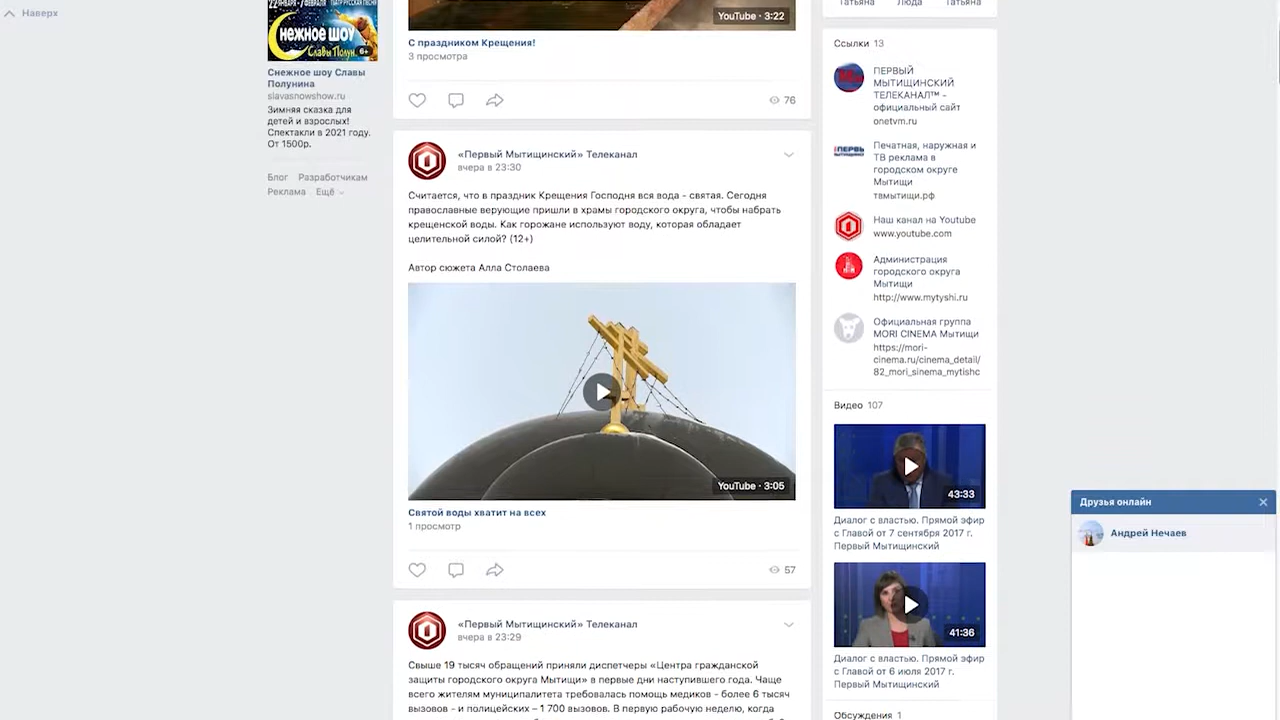 Наверх
22 ЯНВАРЯ - 7 ФЕВРАЛЯ ТЕАТР РУССКАЯ ПЕСНЯ
СНЕЖНОЕ ШОУ
Славы Полунина
6+
Снежное шоу Славы
Полунина
slavasnowshow.ru
Зимняя сказка для
детей и взрослых!
Спектакли в 2021 году.
От 1500р.
Блог Разработчикам
Реклама Ещё
YouTube · 3:22
С праздником Крещения!
3 просмотра
76
«Первый Мытищинский» Телеканал
вчера в 23:30
Считается, что в праздник Крещения Господня вся вода - святая. Сегодня
православные верующие пришли в храмы городского округа, чтобы набрать
крещенской воды. Как горожане используют воду, которая обладает
целительной силой? (12+)
Автор сюжета Алла Столаева
YouTube · 3:05
Святой воды хватит на всех
1 просмотр
57
«Первый Мытищинский» Телеканал
вчера в 23:29
Свыше 19 тысяч обращений приняли диспетчеры «Центра гражданской
защиты городского округа Мытищи» в первые дни наступившего года. Чаще
всего жителям муниципалитета требовалась помощь медиков - более 6 тысяч
вызовов - и полицейских – 1 700 вызовов. В первую рабочую неделю, когда
Татьяна Люда Татьяна
Ссылки 13
ПЕРВЫЙ
МЫТИЩИНСКИЙ
ТЕЛЕКАНАЛ™ -
официальный сайт
onetvm.ru
Печатная, наружная и
ТВ реклама в
городском округе
Мытищи
твмытищи.рф
Наш канал на Youtube
www.youtube.com
Администрация
городского округа
Мытищи
http://www.mytyshi.ru
Официальная группа
MORI CINEMA Мытищи
https://mori-
cinema.ru/cinema_detail/
82_mori_sinema_mytishc
Видео 107
43:33
Диалог с властью. Прямой эфир
с Главой от 7 сентября 2017 г.
Первый Мытищинский
41:36
Диалог с властью. Прямой эфир
с Главой от 6 июля 2017 г.
Первый Мытищинский
Обсуждения 1
Друзья онлайн
Андрей Нечаев